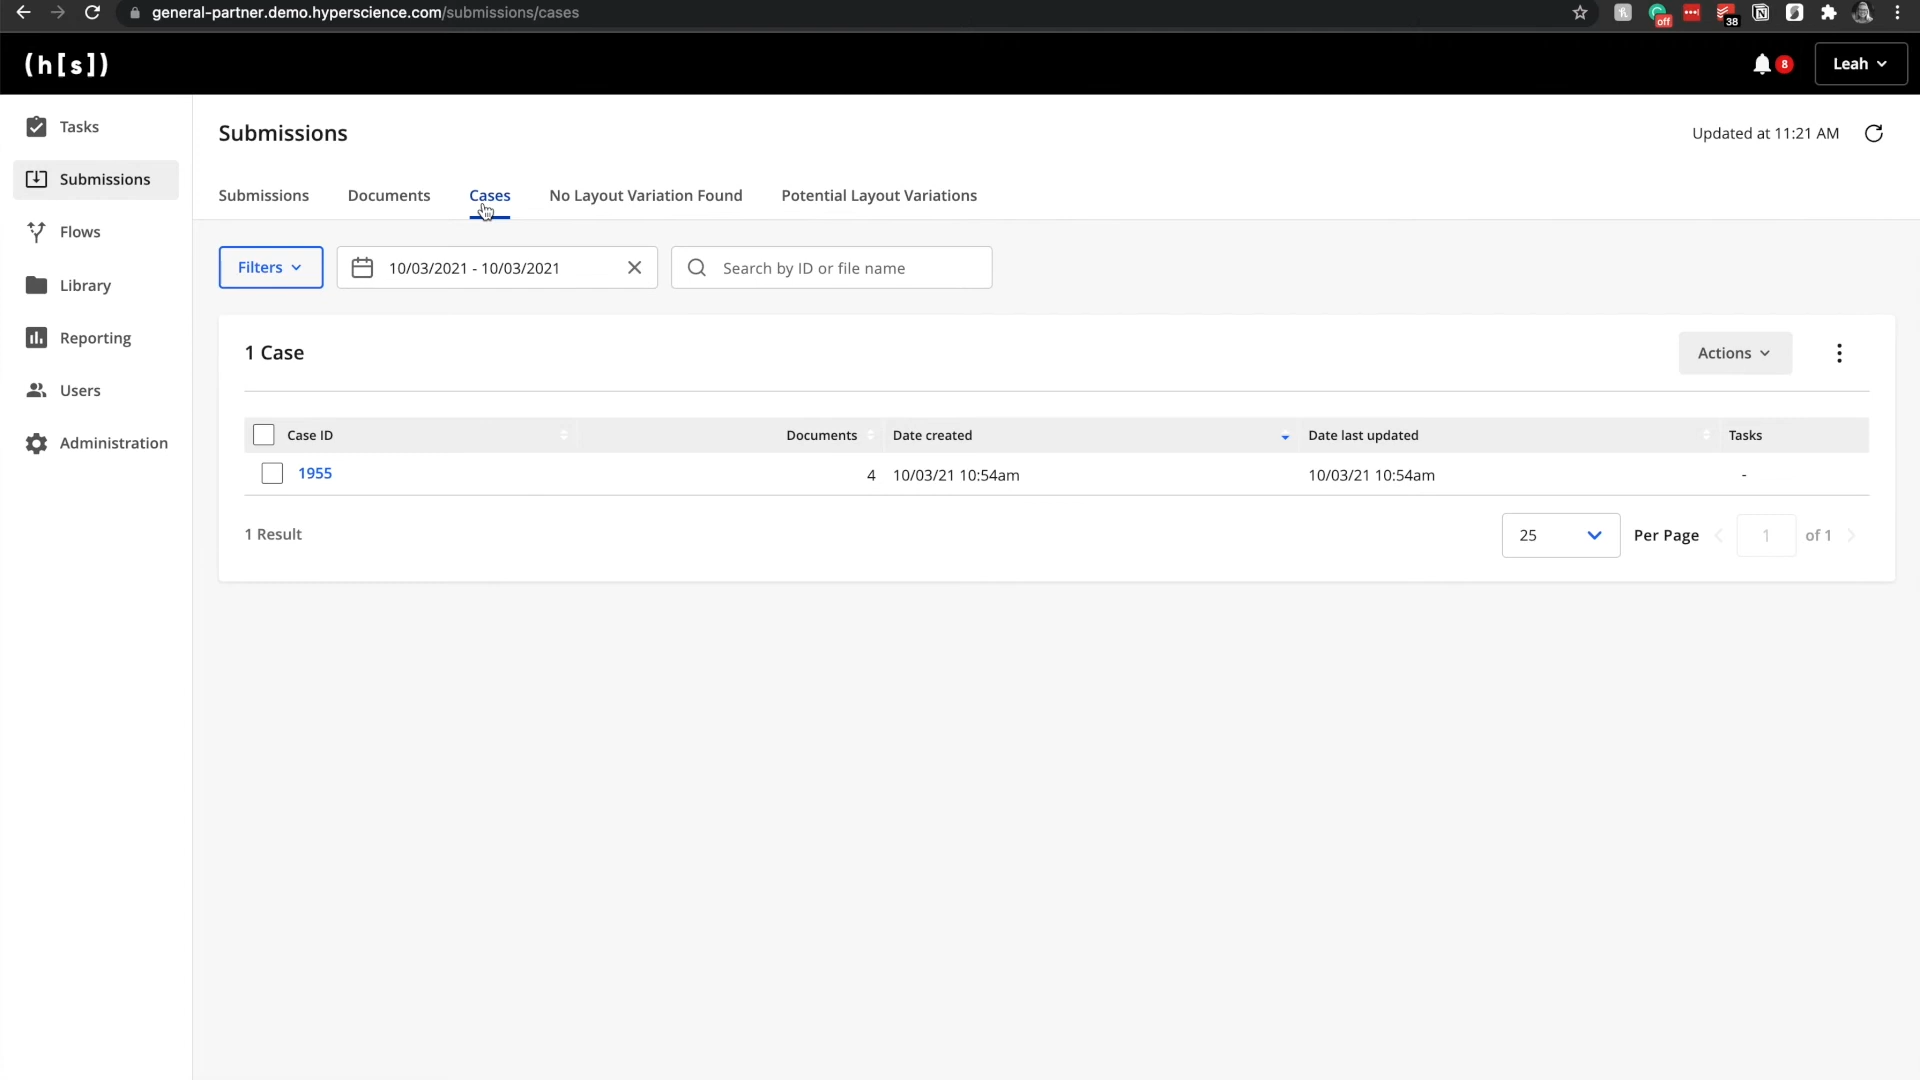 general-partner.demo.hyperscience.com/submissions/cases
off
38
(h[s])
8
Leah
Tasks
Submissions
Flows
Library
Reporting
Users
Administration
Submissions
Updated at 11:21 AM
Submissions Documents Cases No Layout Variation Found Potential Layout Variations
Filters
10/03/2021 - 10/03/2021
Search by ID or file name
1 Case
Actions
Case ID Documents Date created Date last updated Tasks
1955 4 10/03/21 10:54am 10/03/21 10:54am -
1 Result
25 Per Page 1 of 1